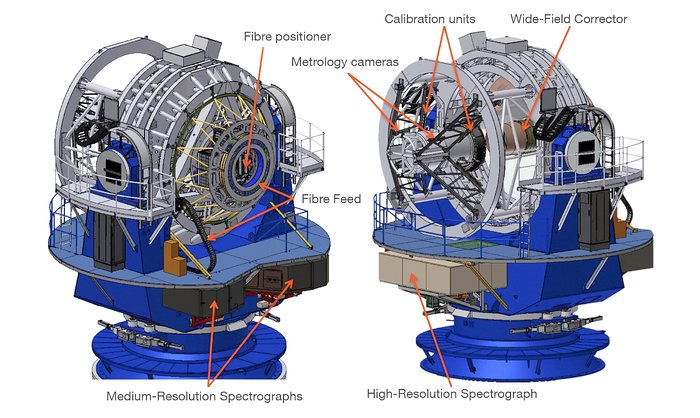 Calibration units
Wide-Field Corrector
Fibre positioner
Metrology cameras
Fibre Feed
Medium-Resolution Spectrographs
High-Resolution Spectrograph